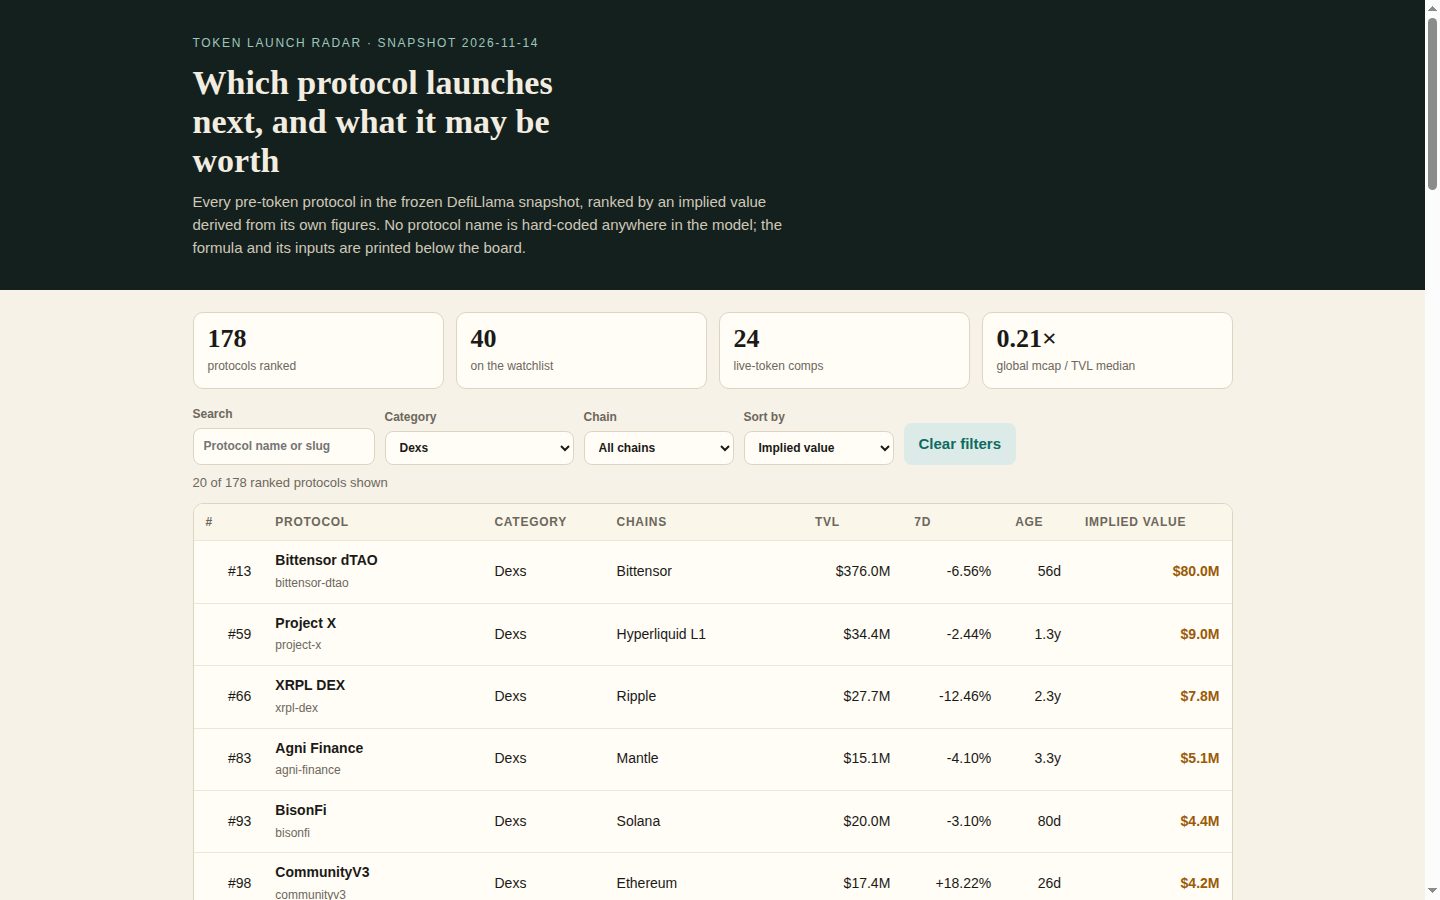 TOKEN LAUNCH RADAR · SNAPSHOT 2026-11-14
Which protocol launches
next, and what it may be
worth
Every pre-token protocol in the frozen DefiLlama snapshot, ranked by an implied value
derived from its own figures. No protocol name is hard-coded anywhere in the model; the
formula and its inputs are printed below the board.
178
protocols ranked
40
on the watchlist
24
live-token comps
0.21×
global mcap / TVL median
Search
Category
Chain
Sort by
Protocol name or slug
Dexs
All chains
Implied value
Clear filters
20 of 178 ranked protocols shown
# PROTOCOL CATEGORY CHAINS TVL 7D AGE IMPLIED VALUE
#13 Bittensor dTAO Dexs Bittensor $376.0M -6.56% 56d $80.0M
bittensor-dtao
#59 Project X Dexs Hyperliquid L1 $34.4M -2.44% 1.3y $9.0M
project-x
#66 XRPL DEX Dexs Ripple $27.7M -12.46% 2.3y $7.8M
xrpl-dex
#83 Agni Finance Dexs Mantle $15.1M -4.10% 3.3y $5.1M
agni-finance
#93 BisonFi Dexs Solana $20.0M -3.10% 80d $4.4M
bisonfi
#98 CommunityV3 Dexs Ethereum $17.4M +18.22% 26d $4.2M
communityv3